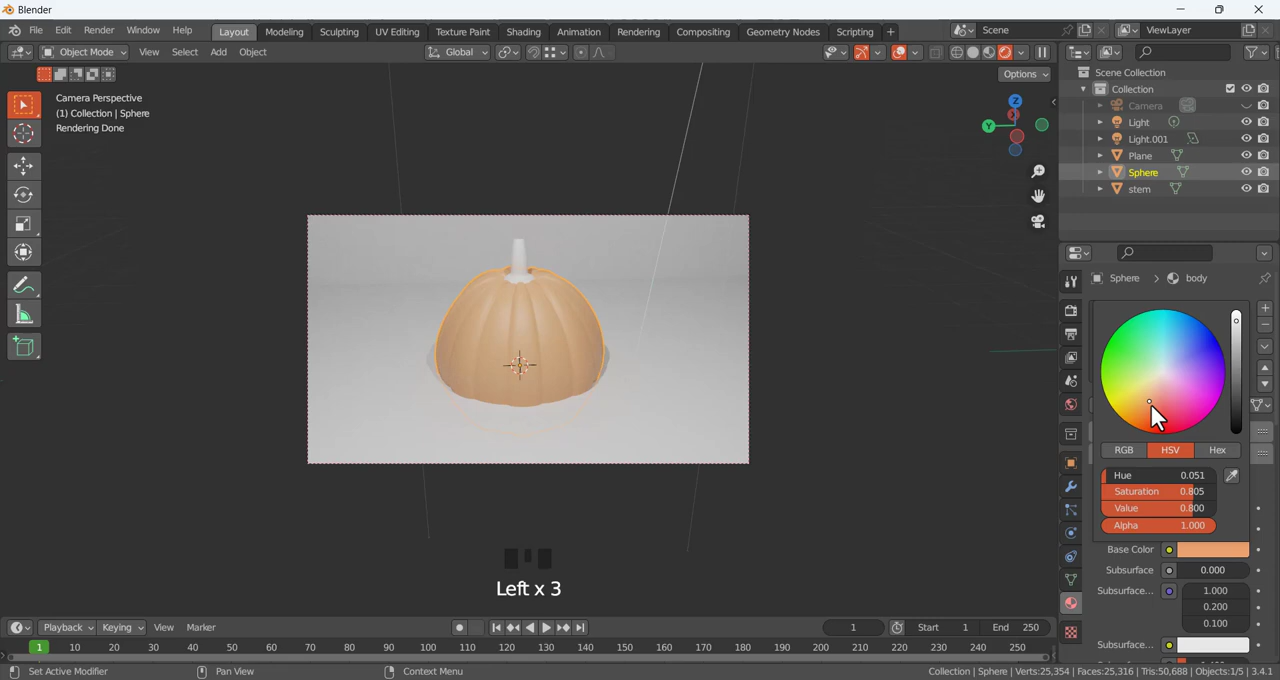 Blender
File Edit Render Window Help Layout Modeling Sculpting UV Editing Texture Paint Shading Animation Rendering Compositing Geometry Nodes Scripting + Scene ViewLayer
Object Mode View Select Add Object Global
Options
Camera Perspective
(1) Collection | Sphere
Rendering Done
Z
Y
X
Scene Collection
Collection
Camera
Light
Light.001
Plane
Sphere
stem
Sphere > body
RGB HSV Hex
Hue 0.051
Saturation 0.805
Value 0.800
Alpha 1.000
Base Color
Subsurface 0.000
Subsurface... 1.000
0.200
0.100
Subsurface...
Left x 3
Playback Keying View Marker 1 Start 1 End 250
1 10 20 30 40 50 60 70 80 90 100 110 120 130 140 150 160 170 180 190 200 210 220 230 240 250
Set Active Modifier Pan View Context Menu Collection | Sphere | Verts:25,354 | Faces:25,316 | Tris:50,688 | Objects:1/5 | 3.4.1